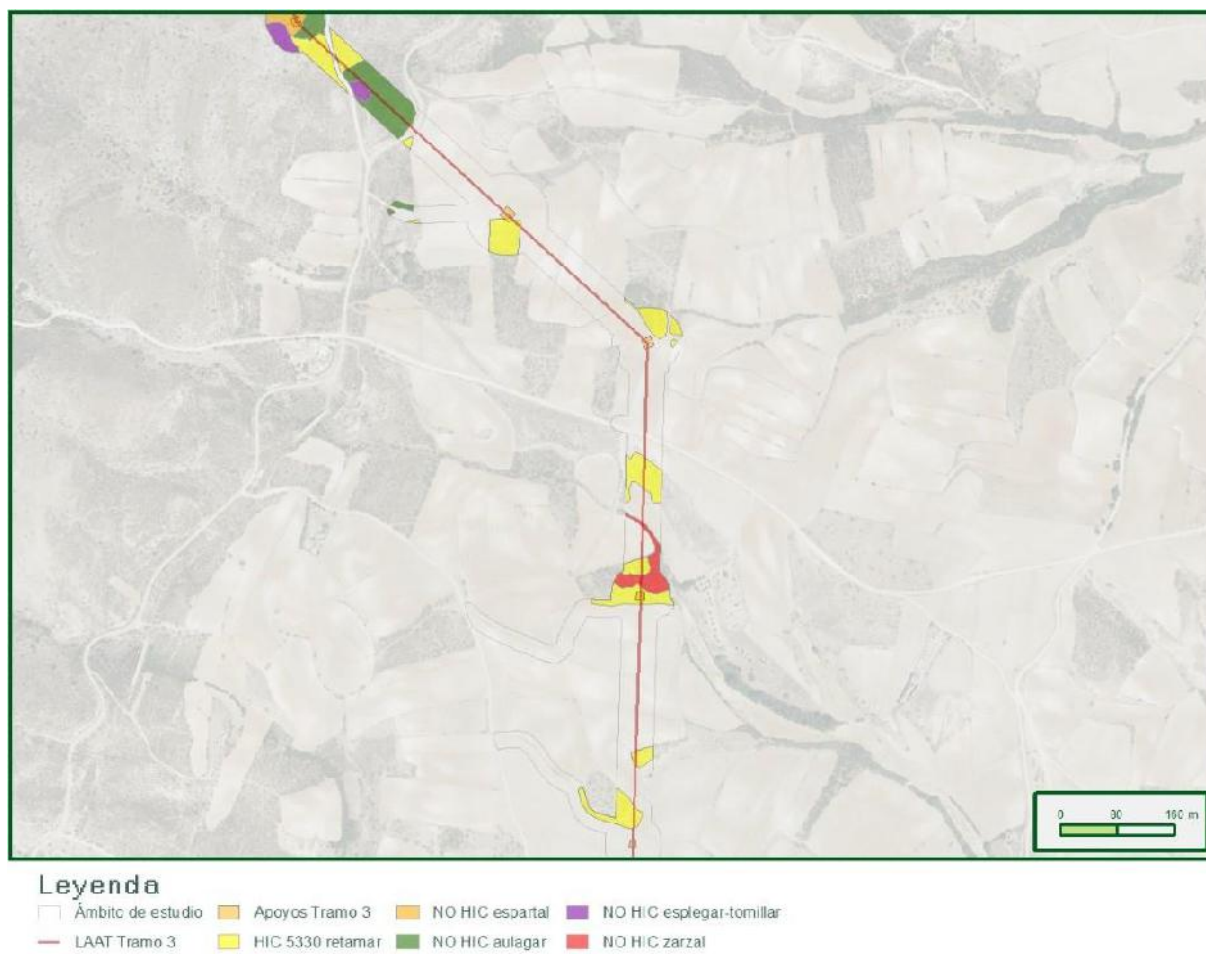 0 80 160 m
Leyenda
Ámbito de estudio Apoyos Tramo 3 NO HIC espartal NO HIC esplegar-tomillar
LAAT Tramo 3 HIC 5330 retamar NO HIC aulagar NO HIC zarzal